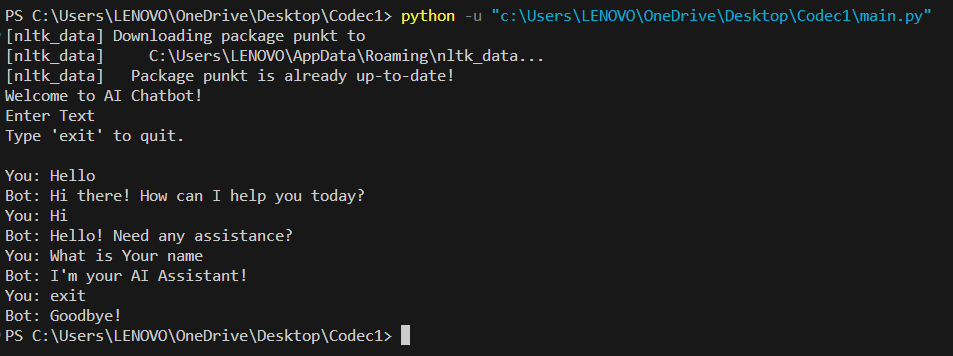 PS C:\Users\LENOVO\OneDrive\Desktop\Codec1> python -u "c:\Users\LENOVO\OneDrive\Desktop\Codec1\main.py"
[nltk_data] Downloading package punkt to
[nltk_data]     C:\Users\LENOVO\AppData\Roaming\nltk_data...
[nltk_data]   Package punkt is already up-to-date!
Welcome to AI Chatbot!
Enter Text
Type 'exit' to quit.

You: Hello
Bot: Hi there! How can I help you today?
You: Hi
Bot: Hello! Need any assistance?
You: What is Your name
Bot: I'm your AI Assistant!
You: exit
Bot: Goodbye!
PS C:\Users\LENOVO\OneDrive\Desktop\Codec1>